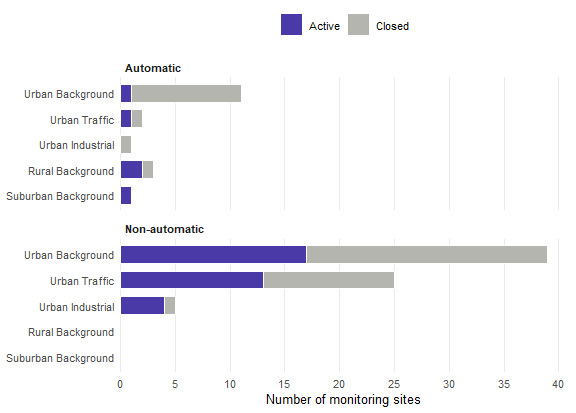 Active Closed
Automatic
Urban Background
Urban Traffic
Urban Industrial
Rural Background
Suburban Background
Non-automatic
Urban Background
Urban Traffic
Urban Industrial
Rural Background
Suburban Background
0 5 10 15 20 25 30 35 40
Number of monitoring sites